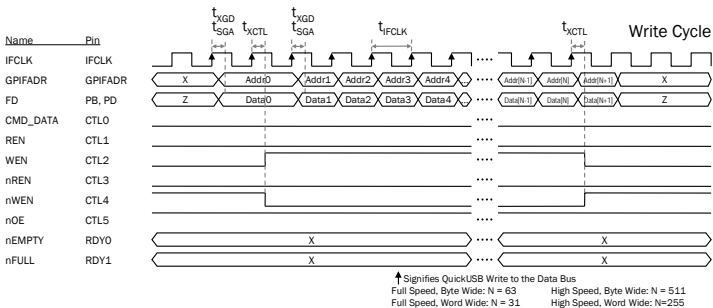 Write Cycle
tXGD
tSGA
tXCTL
tXGD
tSGA
tIFCLK
tXCTL
Name Pin
IFCLK IFCLK
GPIFADR GPIFADR X Addr0 Addr1 Addr2 Addr3 Addr4 ... Addr[N-1] Addr[N] Addr[N+1] X
FD PB, PD Z Data0 Data1 Data2 Data3 Data4 ... Data[N-1] Data[N] Data[N+1] Z
CMD_DATA CTL0
REN CTL1
WEN CTL2
nREN CTL3
nWEN CTL4
nOE CTL5
nEMPTY RDY0 X X
nFULL RDY1 X X
Signifies QuickUSB Write to the Data Bus
Full Speed, Byte Wide: N = 63 High Speed, Byte Wide: N = 511
Full Speed, Word Wide: N = 31 High Speed, Word Wide: N=255